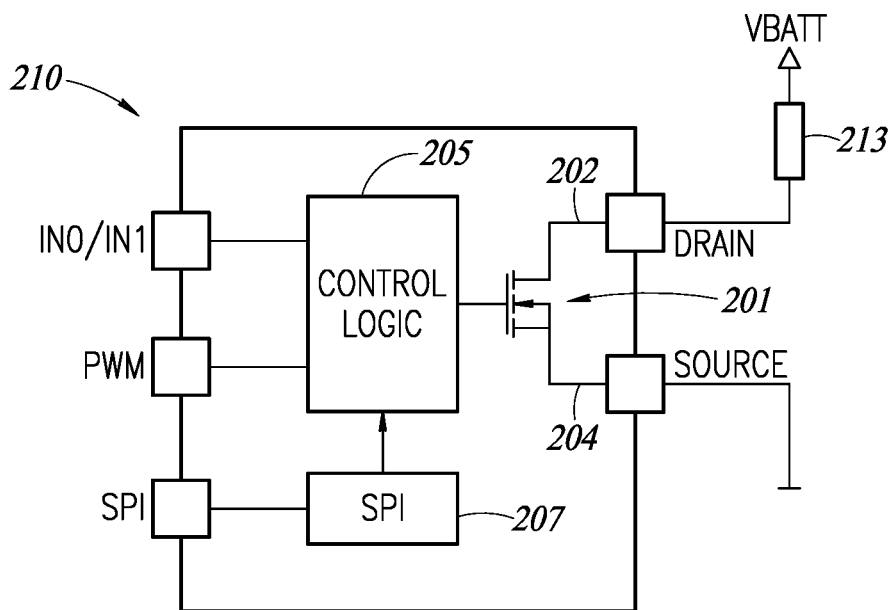 VBATT
210
213
205
202
IN0/IN1
DRAIN
CONTROL
LOGIC
201
PWM
SOURCE
204
SPI
SPI
207